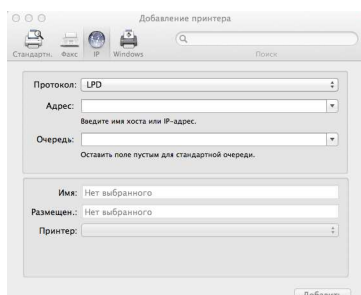 Добавление принтера
Стандартн. Факс IP Windows Поиск
Протокол: LPD
Адрес:
Введите имя хоста или IP-адрес.
Очередь:
Оставить поле пустым для стандартной очереди.
Имя: Нет выбранного
Размещен.: Нет выбранного
Принтер:
Добавить